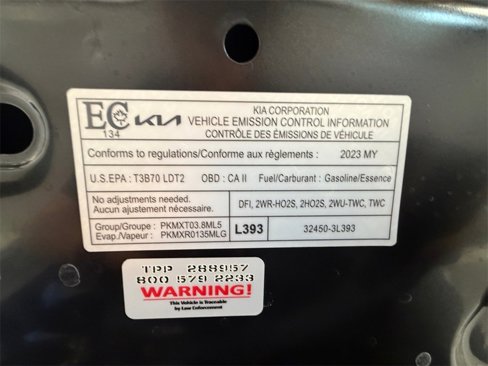 EC KIA
134
KIA CORPORATION
VEHICLE EMISSION CONTROL INFORMATION
CONTRÔLE DES ÉMISSIONS DE VÉHICULE
Conforms to regulations/Conforme aux règlements : 2023 MY
U.S.EPA : T3B70 LDT2 OBD : CA II Fuel/Carburant : Gasoline/Essence
No adjustments needed.
Aucun ajustement nécessaire.
DFI, 2WR-HO2S, 2HO2S, 2WU-TWC, TWC
Group/Groupe : PKMXT03.8ML5
Evap./Vapeur : PKMXR0135MLG
L393 32450-3L393
TPP 288957
800 579 2233
WARNING!
This Vehicle is Traceable
by Law Enforcement